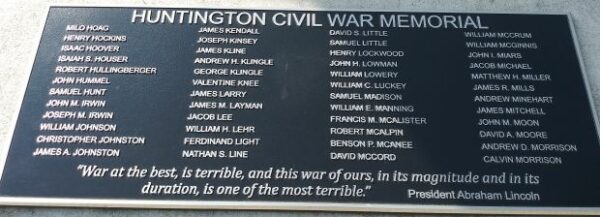 HUNTINGTON CIVIL WAR MEMORIAL
MILO HOAG
HENRY HOCKINS
ISAAC HOOVER
ISAIAH S. HOUSER
ROBERT HULLINGBERGER
JOHN HUMMEL
SAMUEL HUNT
JOHN M. IRWIN
JOSEPH M. IRWIN
WILLIAM JOHNSON
CHRISTOPHER JOHNSTON
JAMES A. JOHNSTON
JAMES KENDALL
JOSEPH KINSEY
JAMES KLINE
ANDREW H. KLINGLE
GEORGE KLINGLE
VALENTINE KNEE
JAMES LARRY
JAMES M. LAYMAN
JACOB LEE
WILLIAM H. LEHR
FERDINAND LIGHT
NATHAN S. LINE
DAVID S. LITTLE
SAMUEL LITTLE
HENRY LOCKWOOD
JOHN H. LOWMAN
WILLIAM LOWERY
WILLIAM C. LUCKEY
SAMUEL MADISON
WILLIAM E. MANNING
FRANCIS M. MCALISTER
ROBERT MCALPIN
BENSON P. MCANEE
DAVID MCCORD
WILLIAM MCCRUM
WILLIAM MCGINNIS
JOHN I. MIARS
JACOB MICHAEL
MATTHEW H. MILLER
JAMES R. MILLS
ANDREW MINEHART
JAMES MITCHELL
JOHN M. MOON
DAVID A. MOORE
ANDREW D. MORRISON
CALVIN MORRISON
"War at the best, is terrible, and this war of ours, in its magnitude and in its
duration, is one of the most terrible."
President Abraham Lincoln